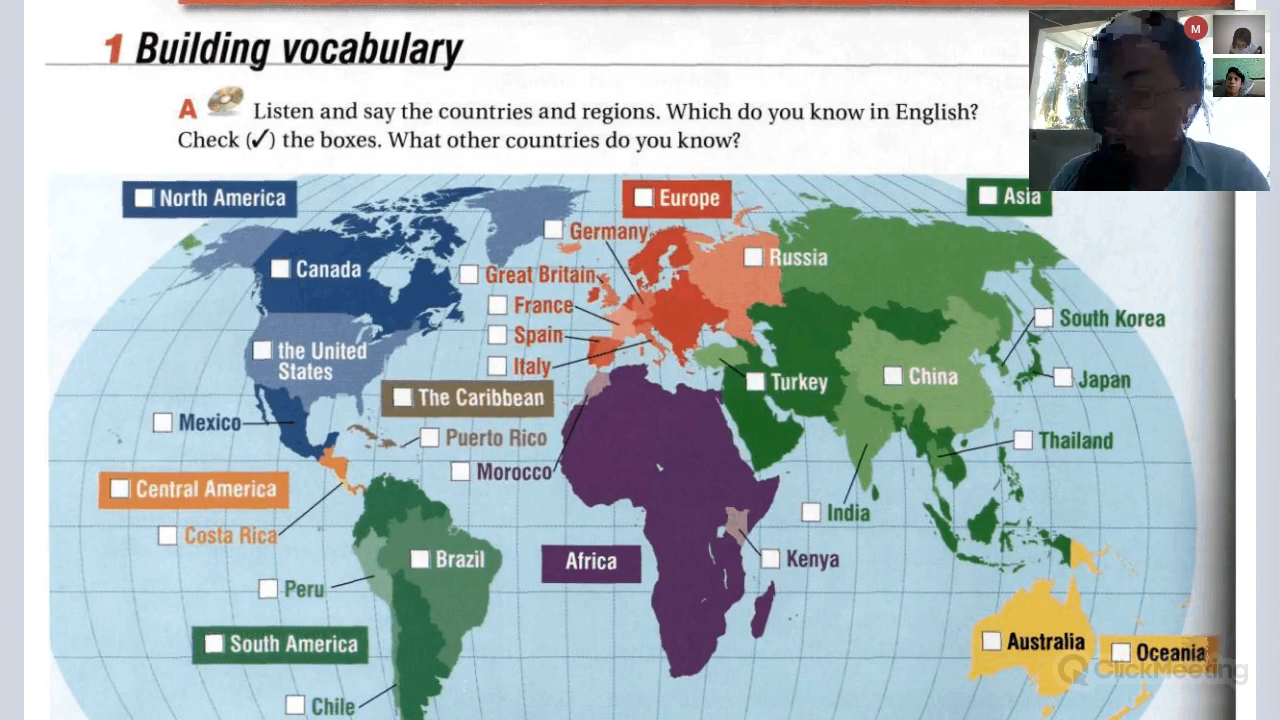 1 Building vocabulary
A Listen and say the countries and regions. Which do you know in English?
Check (✓) the boxes. What other countries do you know?
M
North America
Europe
Asia
Germany
Canada
Great Britain
Russia
France
South Korea
Spain
the United
States
Italy
Turkey
China
Japan
The Caribbean
Mexico
Puerto Rico
Thailand
Morocco
Central America
India
Costa Rica
Brazil
Africa
Kenya
Peru
South America
Australia
Oceania
ClickMeeting
Chile